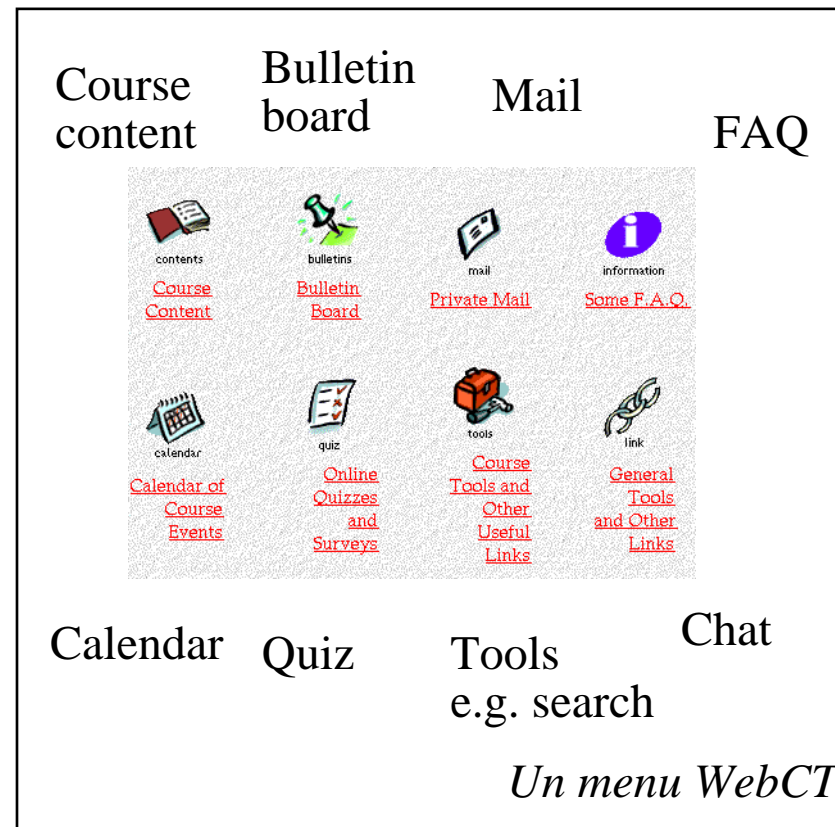 Course
content
Bulletin
board
Mail
FAQ
contents
Course
Content
bulletins
Bulletin
Board
mail
Private Mail
i
information
Some F.A.Q.
calendar
Calendar of
Course
Events
quiz
Online
Quizzes
and
Surveys
tools
Course
Tools and
Other
Useful
Links
link
General
Tools
and Other
Links
Calendar
Quiz
Tools
e.g. search
Chat
Un menu WebCT